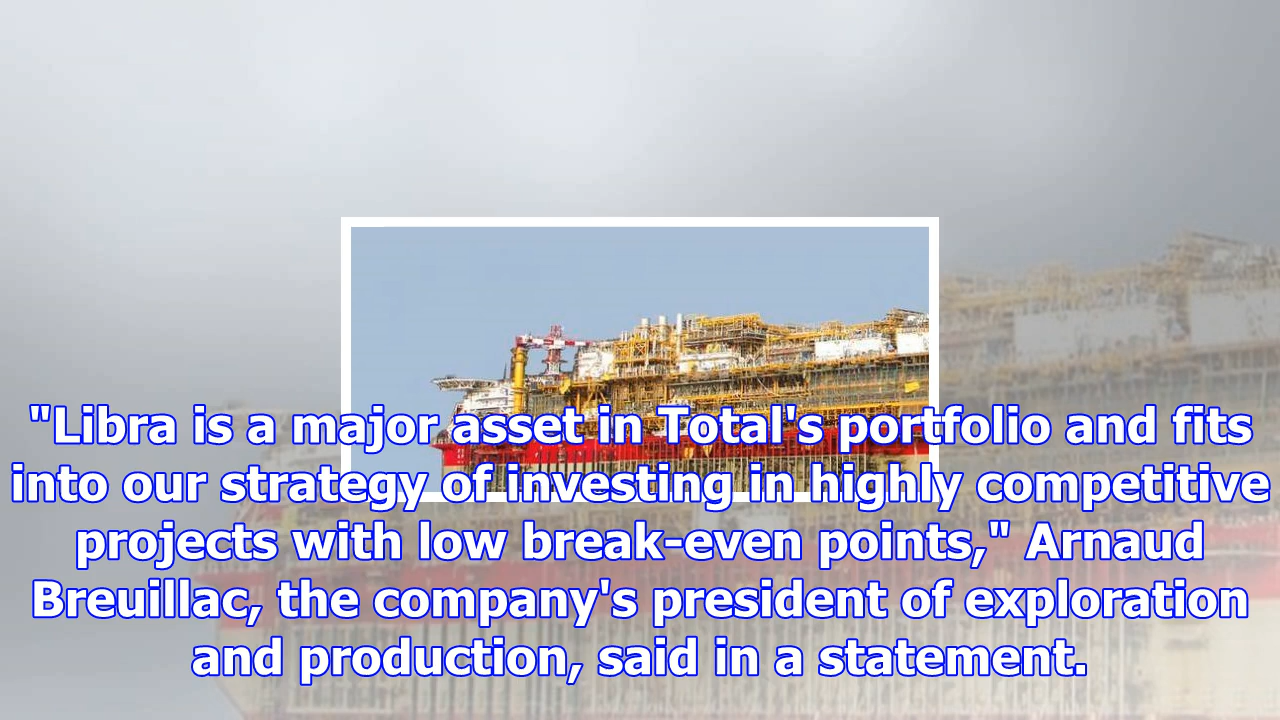 "Libra is a major asset in Total's portfolio and fits
into our strategy of investing in highly competitive
projects with low break-even points," Arnaud
Breuillac, the company's president of exploration
and production, said in a statement.